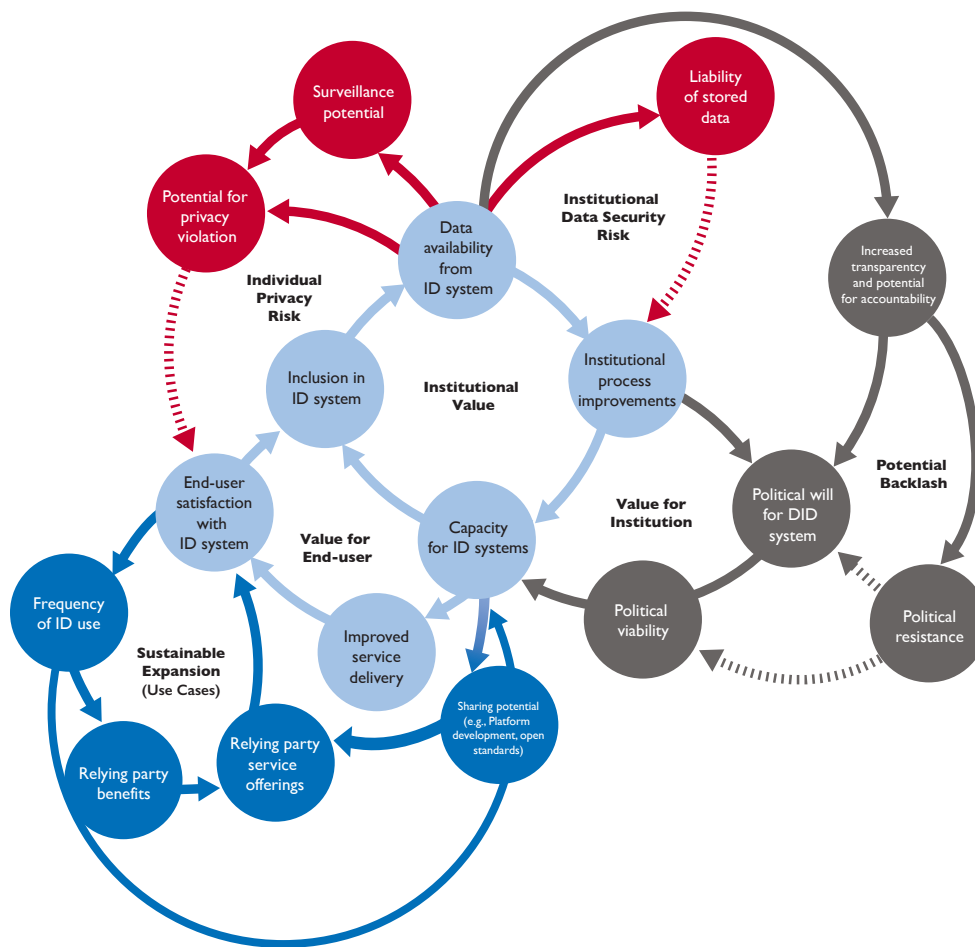 Surveillance
potential
Liability
of stored
data
Potential for
privacy
violation
Institutional
Data Security
Risk
Data
availability
from
ID system
Increased
transparentcy
and potential
for accountability
Individual
Privacy
Risk
Inclusion in
ID system
Institutional
Value
Institutional
process
improvements
End-user
satisfaction
with
ID system
Value for
End-user
Capacity
for ID systems
Value for
Institution
Political will
for DID
system
Potential
Backlash
Frequency
of ID use
Improved
service
delivery
Political
viability
Political
resistance
Sustainable
Expansion
(Use Cases)
Sharing potential
(e.g., Platform
development, open
standards)
Relying party
benefits
Relying party
service
offerings